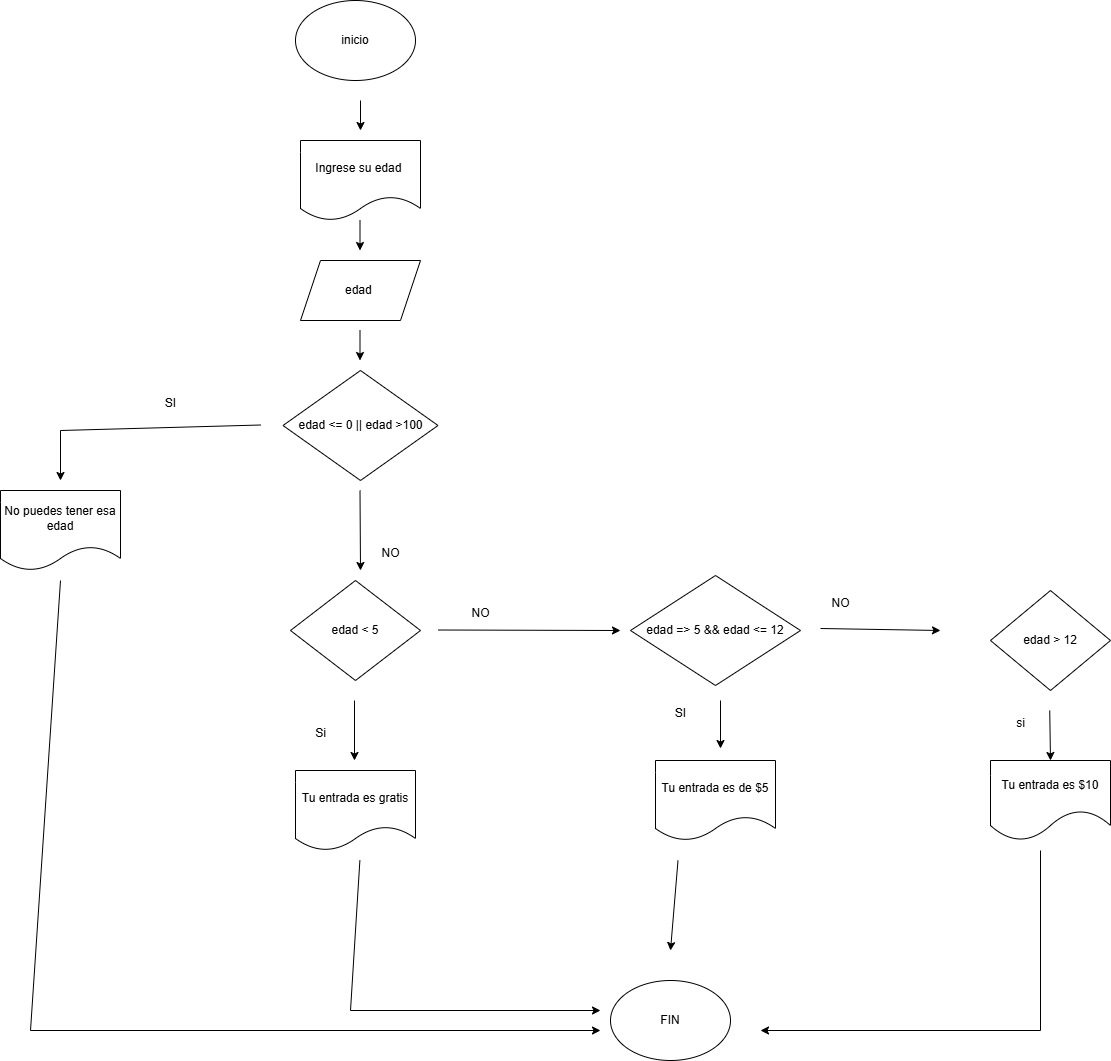 inicio
Ingrese su edad
edad
SI
edad <= 0 || edad >100
No puedes tener esa
edad
NO
edad < 5
NO
edad => 5 && edad <= 12
NO
edad > 12
Si
SI
si
Tu entrada es gratis
Tu entrada es de $5
Tu entrada es $10
FIN